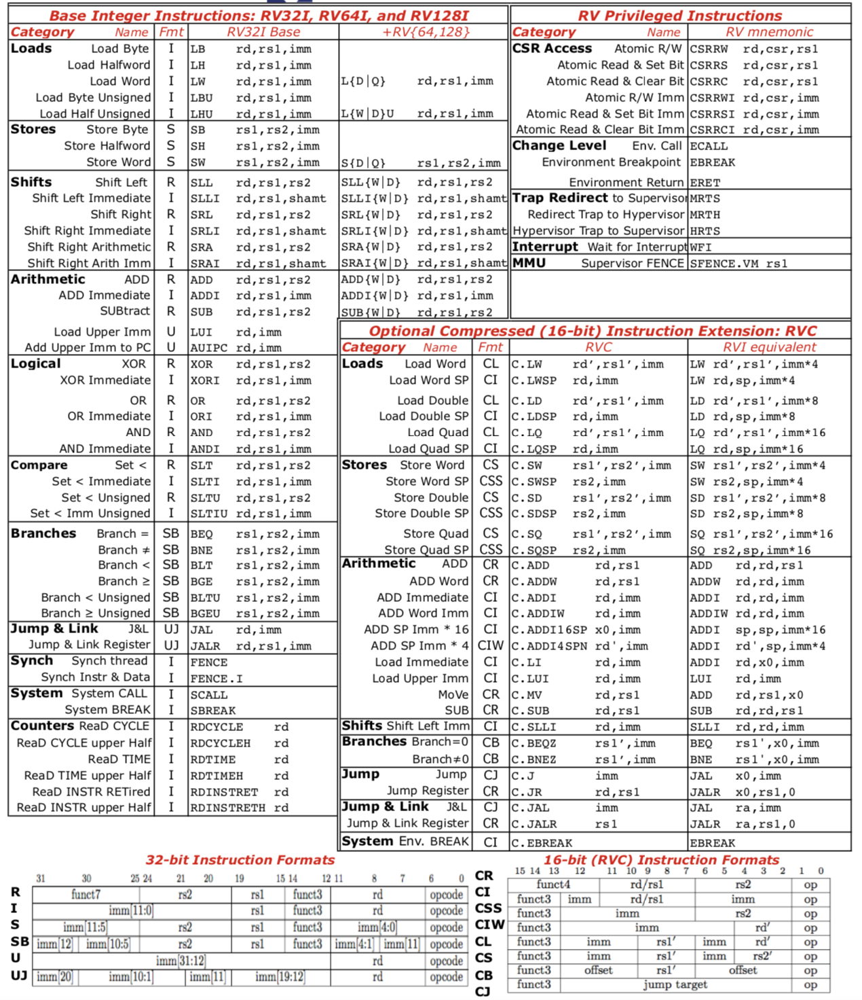 Base Integer Instructions: RV32I, RV64I, and RV128I
Category Name Fmt RV32I Base +RV{64,128}
Loads Load Byte I LB rd,rs1,imm
Load Halfword I LH rd,rs1,imm
Load Word I LW rd,rs1,imm L{D|Q} rd,rs1,imm
Load Byte Unsigned I LBU rd,rs1,imm
Load Half Unsigned I LHU rd,rs1,imm L{W|D}U rd,rs1,imm
Stores Store Byte S SB rs1,rs2,imm
Store Halfword S SH rs1,rs2,imm
Store Word S SW rs1,rs2,imm S{D|Q} rs1,rs2,imm
Shifts Shift Left R SLL rd,rs1,rs2 SLL{W|D} rd,rs1,rs2
Shift Left Immediate I SLLI rd,rs1,shamt SLLI{W|D} rd,rs1,shamt
Shift Right R SRL rd,rs1,rs2 SRL{W|D} rd,rs1,rs2
Shift Right Immediate I SRLI rd,rs1,shamt SRLI{W|D} rd,rs1,shamt
Shift Right Arithmetic R SRA rd,rs1,rs2 SRA{W|D} rd,rs1,rs2
Shift Right Arith Imm I SRAI rd,rs1,shamt SRAI{W|D} rd,rs1,shamt
Arithmetic ADD R ADD rd,rs1,rs2 ADD{W|D} rd,rs1,rs2
ADD Immediate I ADDI rd,rs1,imm ADDI{W|D} rd,rs1,imm
SUBtract R SUB rd,rs1,rs2 SUB{W|D} rd,rs1,rs2
Load Upper Imm U LUI rd,imm
Add Upper Imm to PC U AUIPC rd,imm
Logical XOR R XOR rd,rs1,rs2
XOR Immediate I XORI rd,rs1,imm
OR R OR rd,rs1,rs2
OR Immediate I ORI rd,rs1,imm
AND R AND rd,rs1,rs2
AND Immediate I ANDI rd,rs1,imm
Compare Set < R SLT rd,rs1,rs2
Set < Immediate I SLTI rd,rs1,imm
Set < Unsigned R SLTU rd,rs1,rs2
Set < Imm Unsigned I SLTIU rd,rs1,imm
Branches Branch = SB BEQ rs1,rs2,imm
Branch ≠ SB BNE rs1,rs2,imm
Branch < SB BLT rs1,rs2,imm
Branch ≥ SB BGE rs1,rs2,imm
Branch < Unsigned SB BLTU rs1,rs2,imm
Branch ≥ Unsigned SB BGEU rs1,rs2,imm
Jump & Link J&L UJ JAL rd,imm
Jump & Link Register UJ JALR rd,rs1,imm
Synch Synch thread I FENCE
Synch Instr & Data I FENCE.I
System System CALL I SCALL
System BREAK I SBREAK
Counters ReaD CYCLE I RDCYCLE rd
ReaD CYCLE upper Half I RDCYCLEH rd
ReaD TIME I RDTIME rd
ReaD TIME upper Half I RDTIMEH rd
ReaD INSTR RETired I RDINSTRET rd
ReaD INSTR upper Half I RDINSTRETH rd
RV Privileged Instructions
Category Name RV mnemonic
CSR Access Atomic R/W CSRRW rd,csr,rs1
Atomic Read & Set Bit CSRRS rd,csr,rs1
Atomic Read & Clear Bit CSRRC rd,csr,rs1
Atomic R/W Imm CSRRWI rd,csr,imm
Atomic Read & Set Bit Imm CSRRSI rd,csr,imm
Atomic Read & Clear Bit Imm CSRRCI rd,csr,imm
Change Level Env. Call ECALL
Environment Breakpoint EBREAK
Environment Return ERET
Trap Redirect to Supervisor MRTS
Redirect Trap to Hypervisor MRTH
Hypervisor Trap to Supervisor HRTS
Interrupt Wait for Interrupt WFI
MMU Supervisor FENCE SFENCE.VM rs1
Optional Compressed (16-bit) Instruction Extension: RVC
Category Name Fmt RVC RVI equivalent
Loads Load Word CL C.LW rd′,rs1′,imm LW rd′,rs1′,imm*4
Load Word SP CI C.LWSP rd,imm LW rd,sp,imm*4
Load Double CL C.LD rd′,rs1′,imm LD rd′,rs1′,imm*8
Load Double SP CI C.LDSP rd,imm LD rd,sp,imm*8
Load Quad CL C.LQ rd′,rs1′,imm LQ rd′,rs1′,imm*16
Load Quad SP CI C.LQSP rd,imm LQ rd,sp,imm*16
Stores Store Word CS C.SW rs1′,rs2′,imm SW rs1′,rs2′,imm*4
Store Word SP CSS C.SWSP rs2,imm SW rs2,sp,imm*4
Store Double CS C.SD rs1′,rs2′,imm SD rs1′,rs2′,imm*8
Store Double SP CSS C.SDSP rs2,imm SD rs2,sp,imm*8
Store Quad CS C.SQ rs1′,rs2′,imm SQ rs1′,rs2′,imm*16
Store Quad SP CSS C.SQSP rs2,imm SQ rs2,sp,imm*16
Arithmetic ADD CR C.ADD rd,rs1 ADD rd,rd,rs1
ADD Word CR C.ADDW rd,rs1 ADDW rd,rd,imm
ADD Immediate CI C.ADDI rd,imm ADDI rd,rd,imm
ADD Word Imm CI C.ADDIW rd,imm ADDIW rd,rd,imm
ADD SP Imm * 16 CI C.ADDI16SP x0,imm ADDI sp,sp,imm*16
ADD SP Imm * 4 CIW C.ADDI4SPN rd',imm ADDI rd',sp,imm*4
Load Immediate CI C.LI rd,imm ADDI rd,x0,imm
Load Upper Imm CI C.LUI rd,imm LUI rd,imm
MoVe CR C.MV rd,rs1 ADD rd,rs1,x0
SUB CR C.SUB rd,rs1 SUB rd,rd,rs1
Shifts Shift Left Imm CI C.SLLI rd,imm SLLI rd,rd,imm
Branches Branch=0 CB C.BEQZ rs1′,imm BEQ rs1',x0,imm
Branch≠0 CB C.BNEZ rs1′,imm BNE rs1',x0,imm
Jump Jump CJ C.J imm JAL x0,imm
Jump Register CR C.JR rd,rs1 JALR x0,rs1,0
Jump & Link J&L CJ C.JAL imm JAL ra,imm
Jump & Link Register CR C.JALR rs1 JALR ra,rs1,0
System Env. BREAK CI C.EBREAK EBREAK
32-bit Instruction Formats
31 30 25 24 21 20 19 15 14 12 11 8 7 6 0
R funct7 rs2 rs1 funct3 rd opcode
I imm[11:0] rs1 funct3 rd opcode
S imm[11:5] rs2 rs1 funct3 imm[4:0] opcode
SB imm[12] imm[10:5] rs2 rs1 funct3 imm[4:1] imm[11] opcode
U imm[31:12] rd opcode
UJ imm[20] imm[10:1] imm[11] imm[19:12] rd opcode
16-bit (RVC) Instruction Formats
15 14 13 12 11 10 9 8 7 6 5 4 3 2 1 0
CR funct4 rd/rs1 rs2 op
CI funct3 imm rd/rs1 imm op
CSS funct3 imm rs2 op
CIW funct3 imm rd′ op
CL funct3 imm rs1′ imm rd′ op
CS funct3 imm rs1′ imm rs2′ op
CB funct3 offset rs1′ offset op
CJ funct3 jump target op